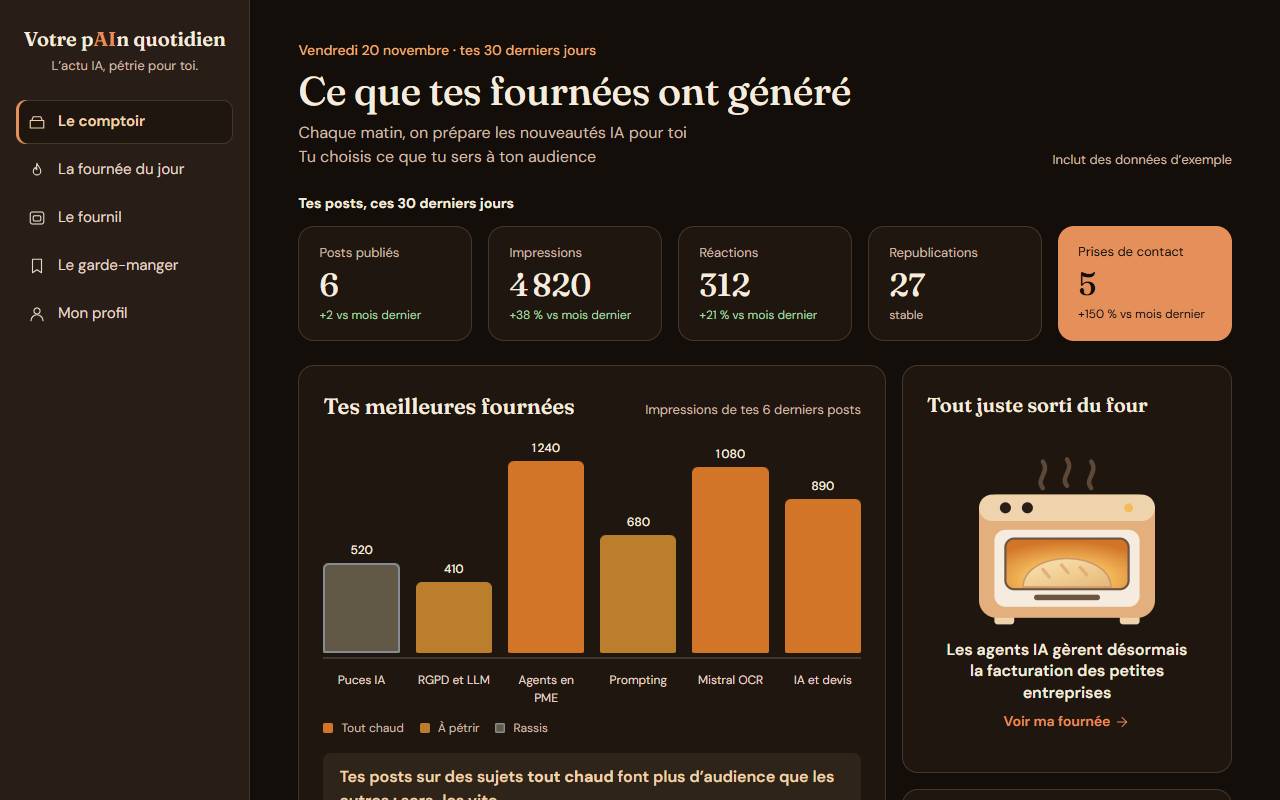 Votre pAIn quotidien
L’actu IA, pétrie pour toi.
Le comptoir
La fournée du jour
Le fournil
Le garde-manger
Mon profil
Vendredi 20 novembre · tes 30 derniers jours
Ce que tes fournées ont généré
Chaque matin, on prépare les nouveautés IA pour toi
Tu choisis ce que tu sers à ton audience
Inclut des données d’exemple
Tes posts, ces 30 derniers jours
Posts publiés
6
+2 vs mois dernier
Impressions
4 820
+38 % vs mois dernier
Réactions
312
+21 % vs mois dernier
Republications
27
stable
Prises de contact
5
+150 % vs mois dernier
Tes meilleures fournées
Impressions de tes 6 derniers posts
520
410
1 240
680
1 080
890
Puces IA
RGPD et LLM
Agents en
PME
Prompting
Mistral OCR
IA et devis
Tout chaud
À pétrir
Rassis
Tes posts sur des sujets tout chaud font plus d’audience que les
autres : sers-les vite.
Tout juste sorti du four
Les agents IA gèrent désormais
la facturation des petites
entreprises
Voir ma fournée →